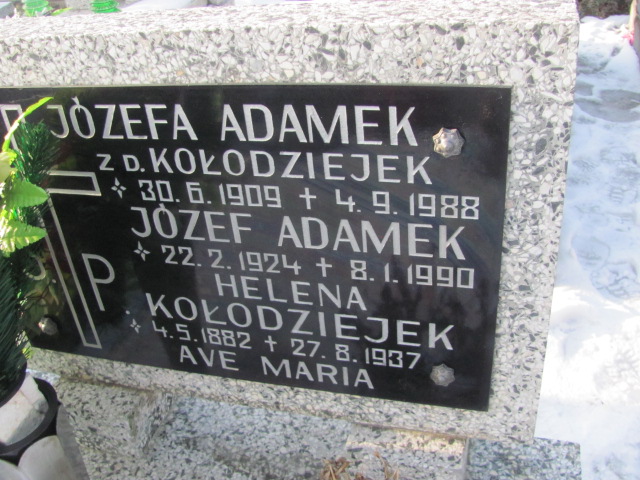 JÓZEFA ADAMEK
Z D. KOŁODZIEJEK
30. 6. 1909 + 4. 9. 1988
JÓZEF ADAMEK
22. 2. 1924 + 8. 1. 1990
HELENA
KOŁODZIEJEK
4. 5. 1882 + 27. 8. 1937
AVE MARIA
P